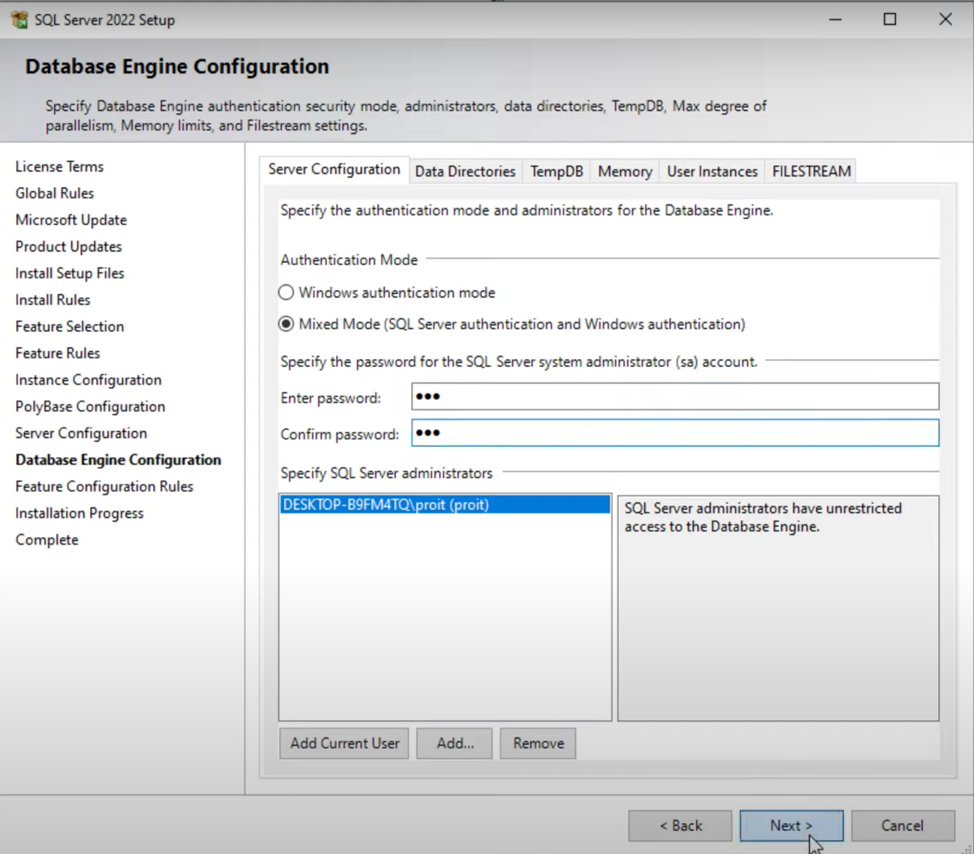 SQL Server 2022 Setup
Database Engine Configuration
Specify Database Engine authentication security mode, administrators, data directories, TempDB, Max degree of
parallelism, Memory limits, and Filestream settings.
License Terms
Global Rules
Microsoft Update
Product Updates
Install Setup Files
Install Rules
Feature Selection
Feature Rules
Instance Configuration
PolyBase Configuration
Server Configuration
Database Engine Configuration
Feature Configuration Rules
Installation Progress
Complete
Server Configuration Data Directories TempDB Memory User Instances FILESTREAM
Specify the authentication mode and administrators for the Database Engine.
Authentication Mode
Windows authentication mode
Mixed Mode (SQL Server authentication and Windows authentication)
Specify the password for the SQL Server system administrator (sa) account.
Enter password: ●●●
Confirm password: ●●●
Specify SQL Server administrators
DESKTOP-B9FM4TQ\proit (proit)
SQL Server administrators have unrestricted
access to the Database Engine.
Add Current User Add... Remove
< Back Next > Cancel